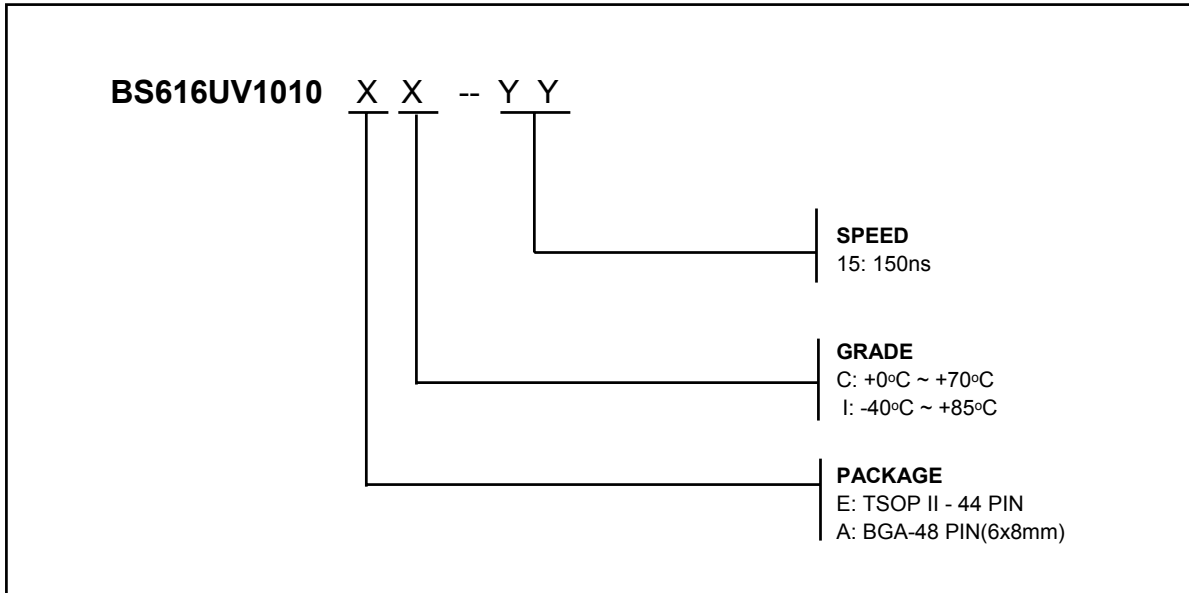 BS616UV1010 X X -- Y Y
SPEED
15: 150ns
GRADE
C: +0oC ~ +70oC
I: -40oC ~ +85oC
PACKAGE
E: TSOP II - 44 PIN
A: BGA-48 PIN(6x8mm)